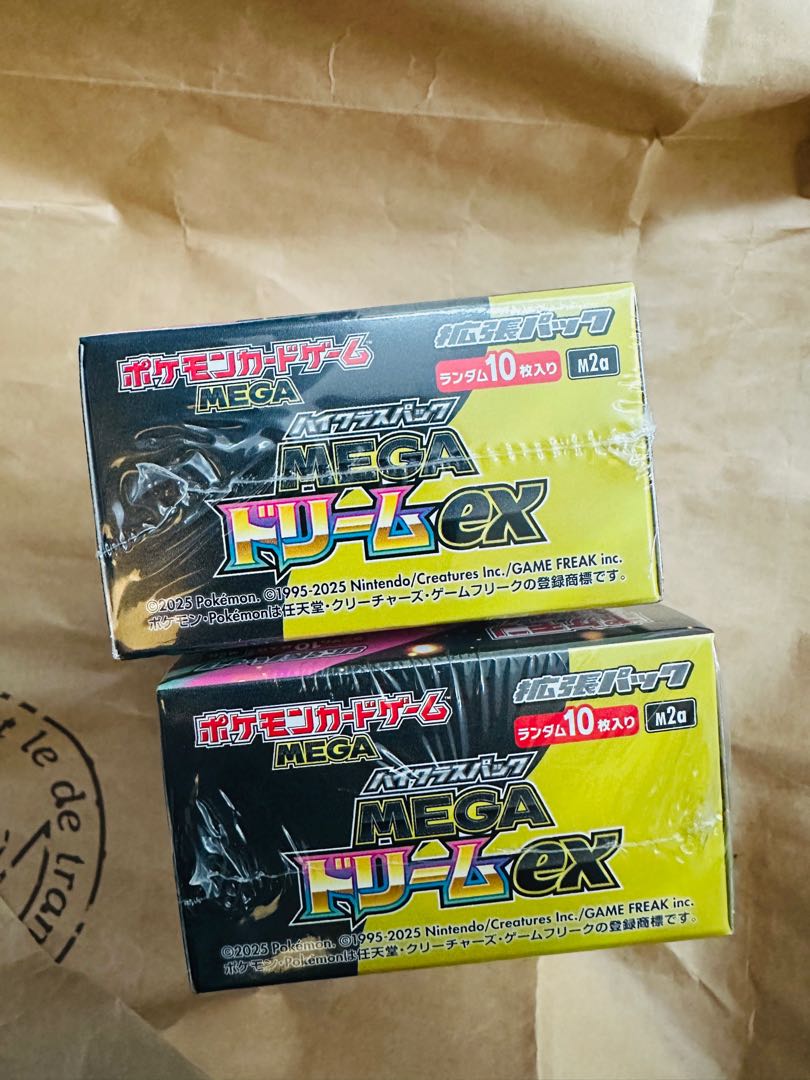 ポケモンカードゲーム
MEGA
拡張パック
ランダム10枚入り
M2a
ハイクラスパック
MEGA
ドリームex
©2025 Pokémon. ©1995-2025 Nintendo/Creatures Inc./GAME FREAK inc.
ポケモン・Pokémonは任天堂・クリーチャーズ・ゲームフリークの登録商標です。
ポケモンカードゲーム
MEGA
拡張パック
ランダム10枚入り
M2a
ハイクラスパック
MEGA
ドリームex
©2025 Pokémon. ©1995-2025 Nintendo/Creatures Inc./GAME FREAK inc.
ポケモン・Pokémonは任天堂・クリーチャーズ・ゲームフリークの登録商標です。
le de tran